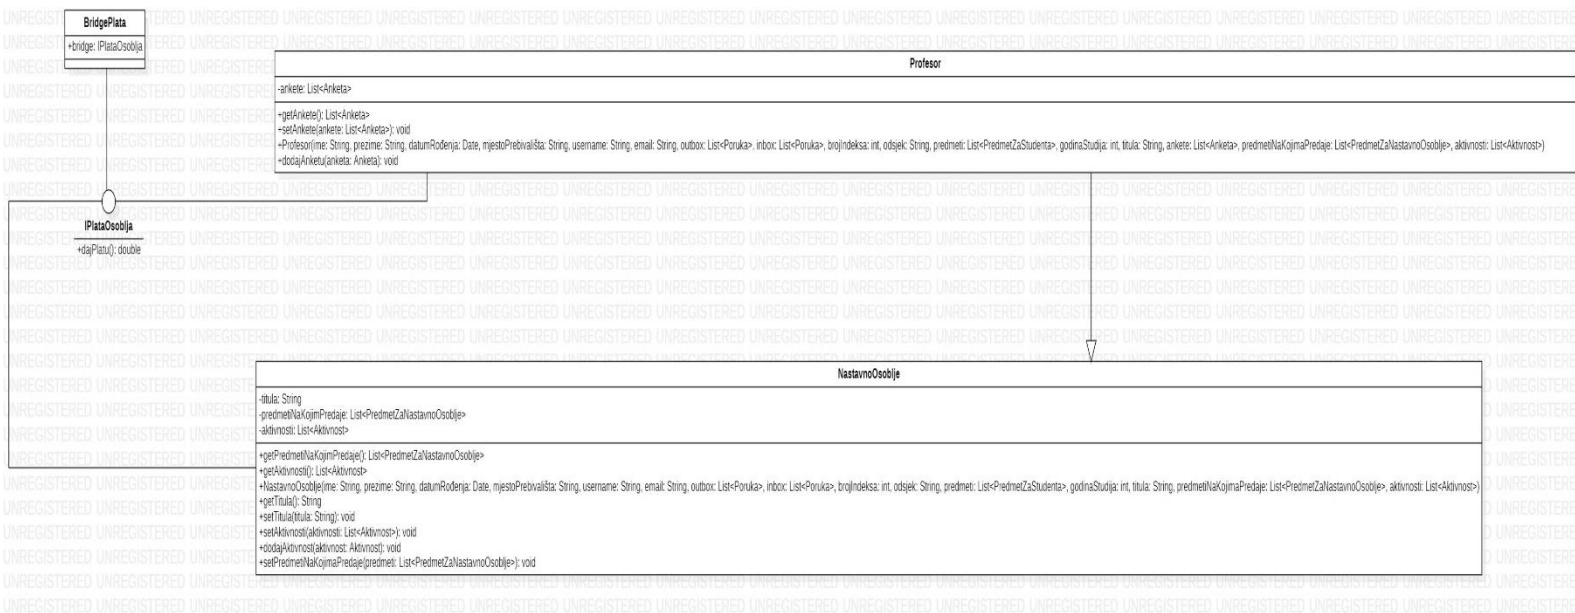 BridgePlata
+bridge: IPlataOsoblja
IPlataOsoblja
+dajPlatu(): double
Profesor
-ankete: List<Anketa>
+getAnkete(): List<Anketa>
+setAnkete(ankete: List<Anketa>): void
+Profesor(ime: String, prezime: String, datumRođenja: Date, mjestoPrebivališta: String, username: String, email: String, outbox: List<Poruka>, inbox: List<Poruka>, brojIndeksa: int, odsjek: String, predmeti: List<PredmetZaStudenta>, godinaStudija: int, titula: String, ankete: List<Anketa>, predmetiNaKojimaPredaje: List<PredmetZaNastavnoOsoblje>, aktivnosti: List<Aktivnost>)
+dodajAnketu(anketa: Anketa): void
NastavnoOsoblje
-titula: String
-predmetiNaKojimPredaje: List<PredmetZaNastavnoOsoblje>
-aktivnosti: List<Aktivnost>
+getPredmetiNaKojimPredaje(): List<PredmetZaNastavnoOsoblje>
+getAktivnosti(): List<Aktivnost>
+NastavnoOsoblje(ime: String, prezime: String, datumRođenja: Date, mjestoPrebivališta: String, username: String, email: String, outbox: List<Poruka>, inbox: List<Poruka>, brojIndeksa: int, odsjek: String, predmeti: List<PredmetZaStudenta>, godinaStudija: int, titula: String, predmetiNaKojimaPredaje: List<PredmetZaNastavnoOsoblje>, aktivnosti: List<Aktivnost>)
+getTitula(): String
+setTitula(titula: String): void
+setAktivnosti(aktivnosti: List<Aktivnost>): void
+dodajAktivnost(aktivnost: Aktivnost): void
+setPredmetiNaKojimaPredaje(predmeti: List<PredmetZaNastavnoOsoblje>): void
UNREGISTERED